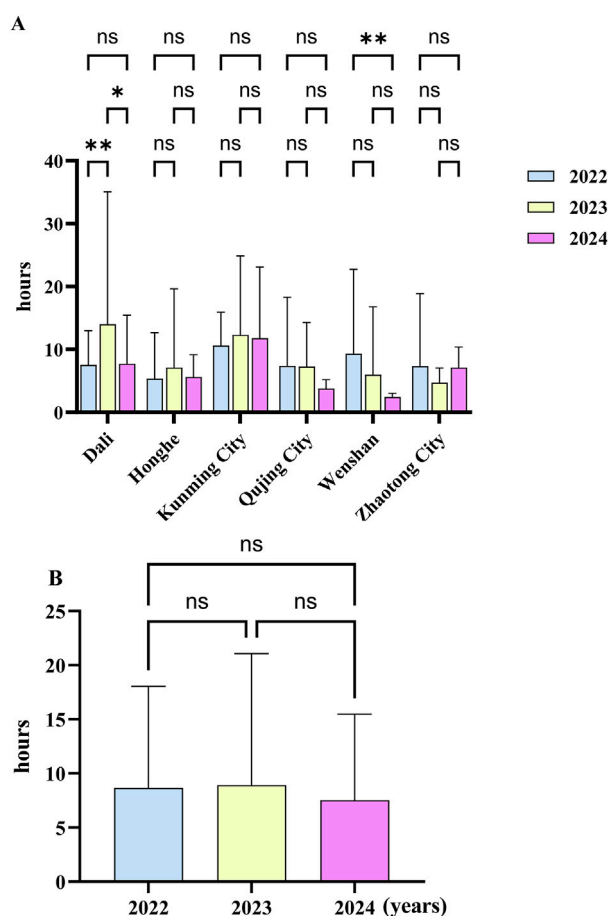 A
ns ns ns ns ** ns
* ns ns ns ns ns
** ns ns ns ns ns
40
30
20
10
0
hours
Dali
Honghe
Kunming City
Qujing City
Wenshan
Zhaotong City
2022
2023
2024
B
ns
ns ns
25
20
15
10
5
0
hours
2022 2023 2024 (years)